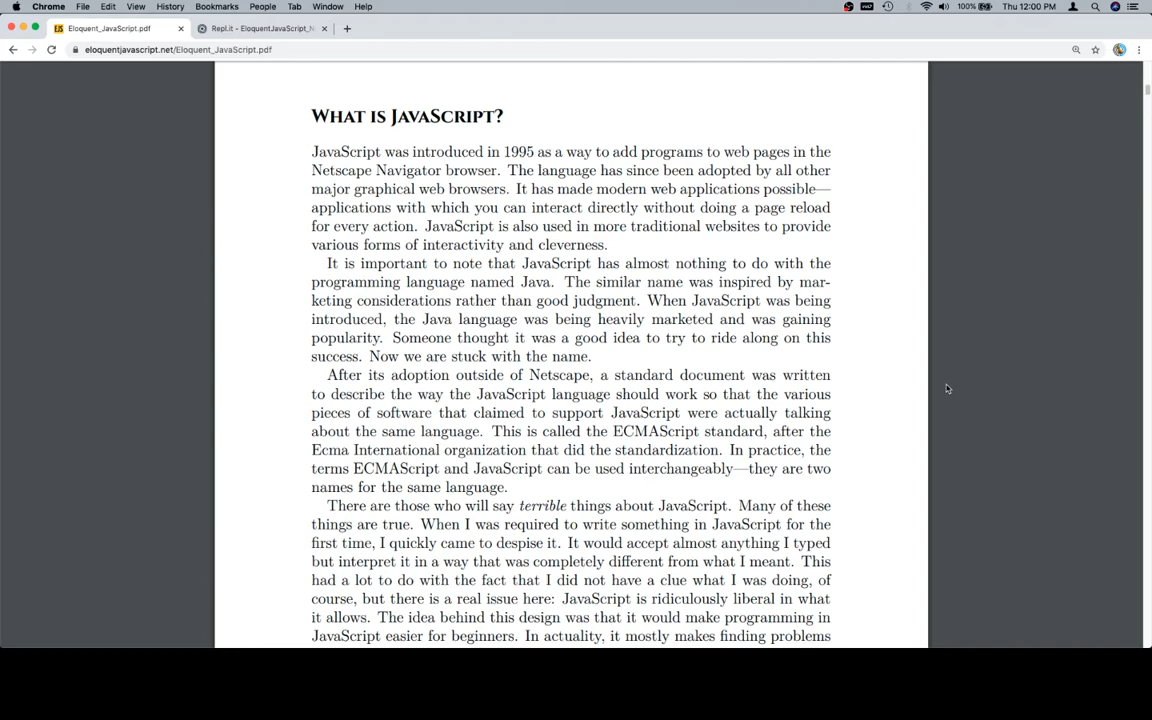 Chrome File Edit View History Bookmarks People Tab Window Help 100% Thu 12:00 PM
Eloquent_JavaScript.pdf Repl.it - EloquentJavaScript_N
eloquentjavascript.net/Eloquent_JavaScript.pdf
What is JavaScript?
JavaScript was introduced in 1995 as a way to add programs to web pages in the
Netscape Navigator browser. The language has since been adopted by all other
major graphical web browsers. It has made modern web applications possible—
applications with which you can interact directly without doing a page reload
for every action. JavaScript is also used in more traditional websites to provide
various forms of interactivity and cleverness.
It is important to note that JavaScript has almost nothing to do with the
programming language named Java. The similar name was inspired by mar-
keting considerations rather than good judgment. When JavaScript was being
introduced, the Java language was being heavily marketed and was gaining
popularity. Someone thought it was a good idea to try to ride along on this
success. Now we are stuck with the name.
After its adoption outside of Netscape, a standard document was written
to describe the way the JavaScript language should work so that the various
pieces of software that claimed to support JavaScript were actually talking
about the same language. This is called the ECMAScript standard, after the
Ecma International organization that did the standardization. In practice, the
terms ECMAScript and JavaScript can be used interchangeably—they are two
names for the same language.
There are those who will say terrible things about JavaScript. Many of these
things are true. When I was required to write something in JavaScript for the
first time, I quickly came to despise it. It would accept almost anything I typed
but interpret it in a way that was completely different from what I meant. This
had a lot to do with the fact that I did not have a clue what I was doing, of
course, but there is a real issue here: JavaScript is ridiculously liberal in what
it allows. The idea behind this design was that it would make programming in
JavaScript easier for beginners. In actuality, it mostly makes finding problems